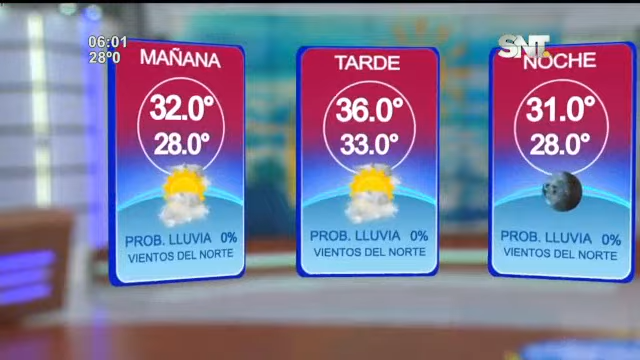 06:01
28º0
SNT
MAÑANA
32.0°
28.0°
PROB. LLUVIA 0%
VIENTOS DEL NORTE
TARDE
36.0°
33.0°
PROB. LLUVIA 0%
VIENTOS DEL NORTE
NOCHE
31.0°
28.0°
PROB. LLUVIA 0%
VIENTOS DEL NORTE